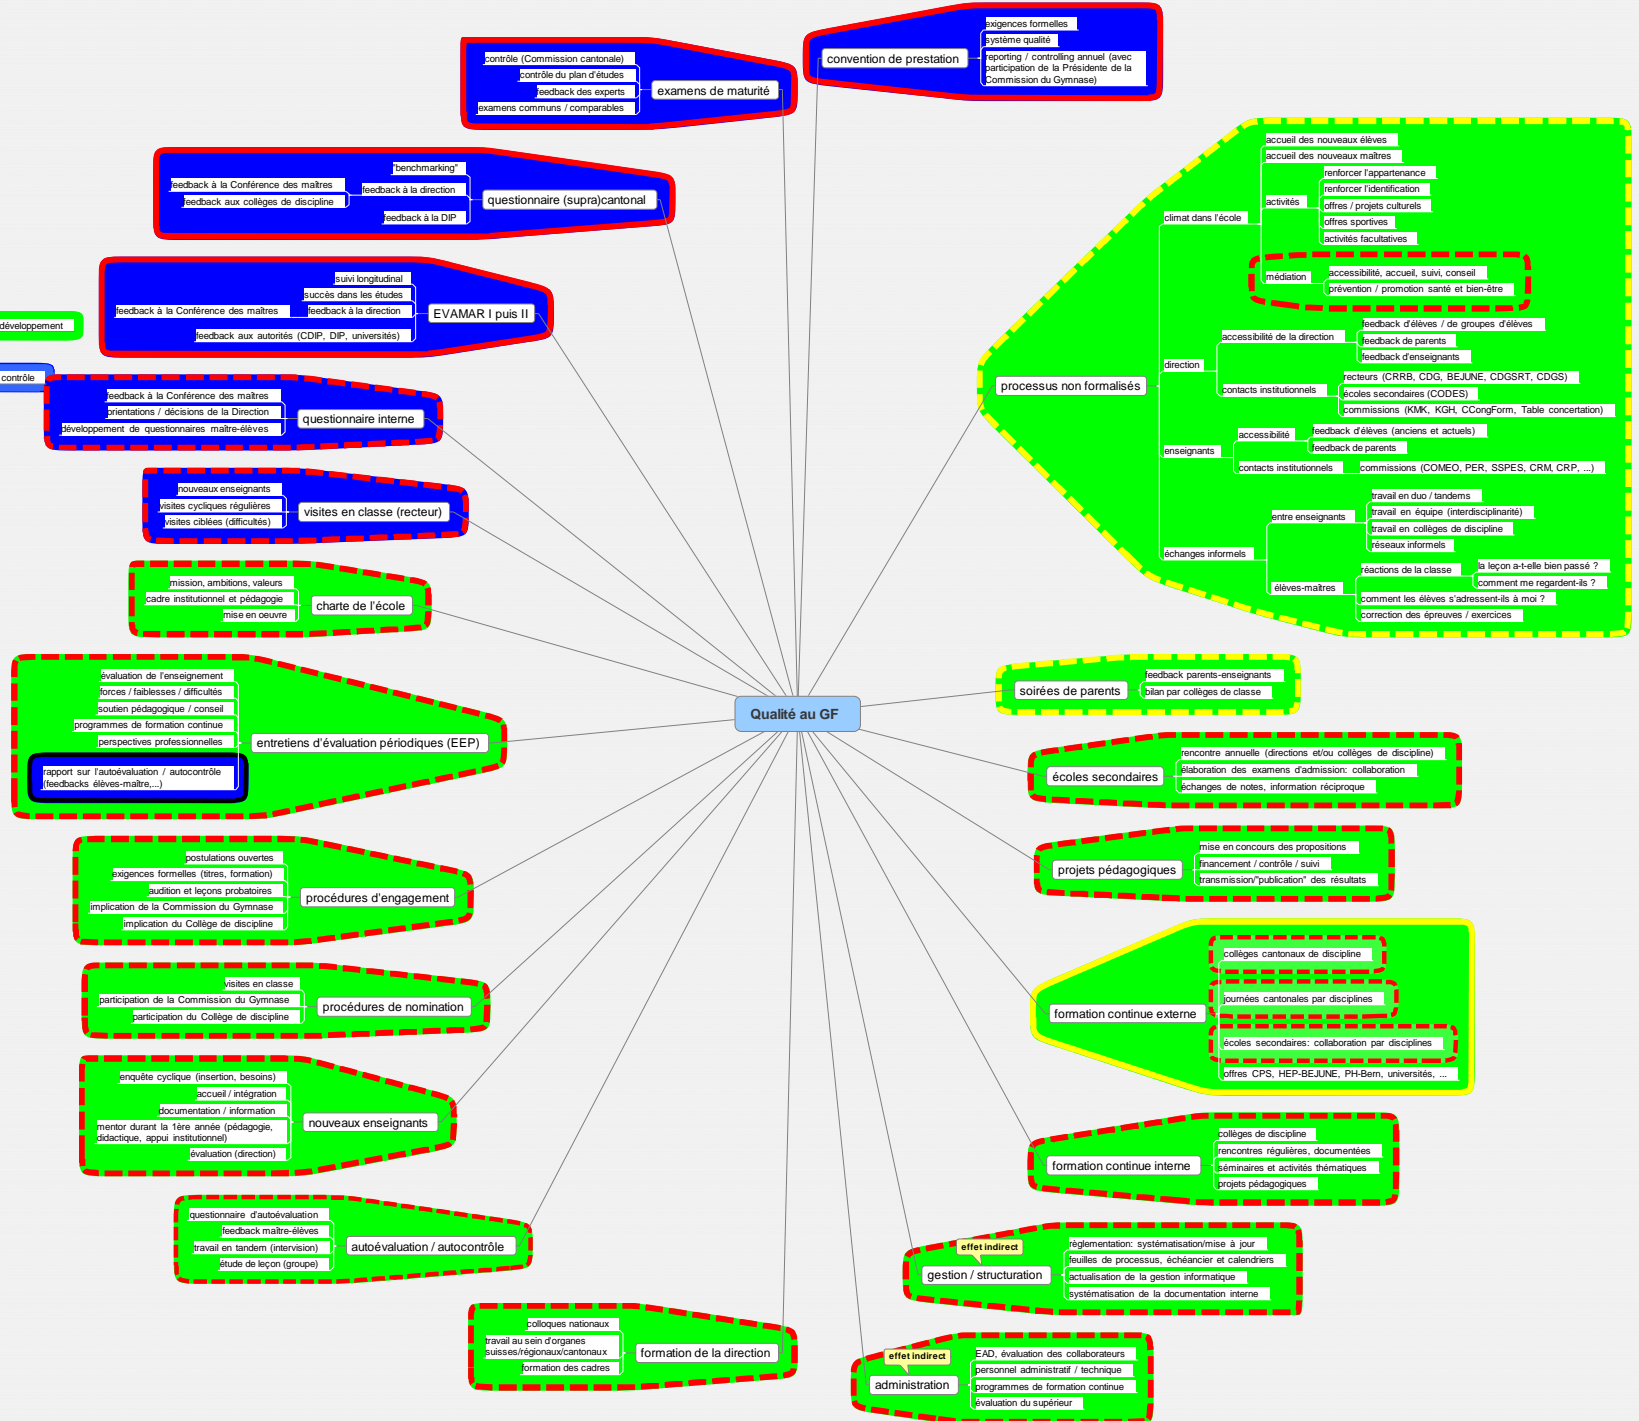 convention de prestation
exigences formelles
système qualité
reporting / controlling annuel (avec
participation de la Présidente de la
Commission du Gymnase)
examens de maturité
contrôle (Commission cantonale)
contrôle du plan d'études
feedback des experts
examens communs / comparables
questionnaire (supra)cantonal
"benchmarking"
feedback à la direction
feedback à la Conférence des maîtres
feedback aux collèges de discipline
feedback à la DIP
EVAMAR I puis II
suivi longitudinal
succès dans les études
feedback à la direction
feedback à la Conférence des maîtres
feedback aux autorités (CDIP, DIP, universités)
développement
contrôle
questionnaire interne
feedback à la Conférence des maîtres
orientations / décisions de la Direction
développement de questionnaires maître-élèves
visites en classe (recteur)
nouveaux enseignants
visites cycliques régulières
visites ciblées (difficultés)
charte de l'école
mission, ambitions, valeurs
cadre institutionnel et pédagogie
mise en oeuvre
entretiens d'évaluation périodiques (EEP)
évaluation de l'enseignement
forces / faiblesses / difficultés
soutien pédagogique / conseil
programmes de formation continue
perspectives professionnelles
rapport sur l'autoévaluation / autocontrôle
(feedbacks élèves-maître,...)
procédures d'engagement
postulations ouvertes
exigences formelles (titres, formation)
audition et leçons probatoires
implication de la Commission du Gymnase
implication du Collège de discipline
procédures de nomination
visites en classe
participation de la Commission du Gymnase
participation du Collège de discipline
nouveaux enseignants
enquête cyclique (insertion, besoins)
accueil / intégration
documentation / information
mentor durant la 1ère année (pédagogie,
didactique, appui institutionnel)
évaluation (direction)
autoévaluation / autocontrôle
questionnaire d'autoévaluation
feedback maître-élèves
travail en tandem (intervision)
étude de leçon (groupe)
formation de la direction
colloques nationaux
travail au sein d'organes
suisses/régionaux/cantonaux
formation des cadres
Qualité au GF
processus non formalisés
climat dans l'école
accueil des nouveaux élèves
accueil des nouveaux maîtres
activités
renforcer l'appartenance
renforcer l'identification
offres / projets culturels
offres sportives
activités facultatives
médiation
accessibilité, accueil, suivi, conseil
prévention / promotion santé et bien-être
direction
accessibilité de la direction
feedback d'élèves / de groupes d'élèves
feedback de parents
feedback d'enseignants
contacts institutionnels
recteurs (CRRB, CDG, BEJUNE, CDGSRT, CDGS)
écoles secondaires (CODES)
commissions (KMK, KGH, CCongForm, Table concertation)
enseignants
accessibilité
feedback d'élèves (anciens et actuels)
feedback de parents
contacts institutionnels
commissions (COMEO, PER, SSPES, CRM, CRP, ...)
échanges informels
entre enseignants
travail en duo / tandems
travail en équipe (interdisciplinarité)
travail en collèges de discipline
réseaux informels
élèves-maîtres
réactions de la classe
la leçon a-t-elle bien passé ?
comment me regardent-ils ?
comment les élèves s'adressent-ils à moi ?
correction des épreuves / exercices
soirées de parents
feedback parents-enseignants
bilan par collèges de classe
écoles secondaires
rencontre annuelle (directions et/ou collèges de discipline)
élaboration des examens d'admission: collaboration
échanges de notes, information réciproque
projets pédagogiques
mise en concours des propositions
financement / contrôle / suivi
transmission/"publication" des résultats
formation continue externe
collèges cantonaux de discipline
journées cantonales par disciplines
écoles secondaires: collaboration par disciplines
offres CPS, HEP-BEJUNE, PH-Bern, universités, ...
formation continue interne
collèges de discipline
rencontres régulières, documentées
séminaires et activités thématiques
projets pédagogiques
effet indirect
gestion / structuration
règlementation: systématisation/mise à jour
feuilles de processus, échéancier et calendriers
actualisation de la gestion informatique
systématisation de la documentation interne
effet indirect
administration
EAD, évaluation des collaborateurs
personnel administratif / technique
programmes de formation continue
évaluation du supérieur